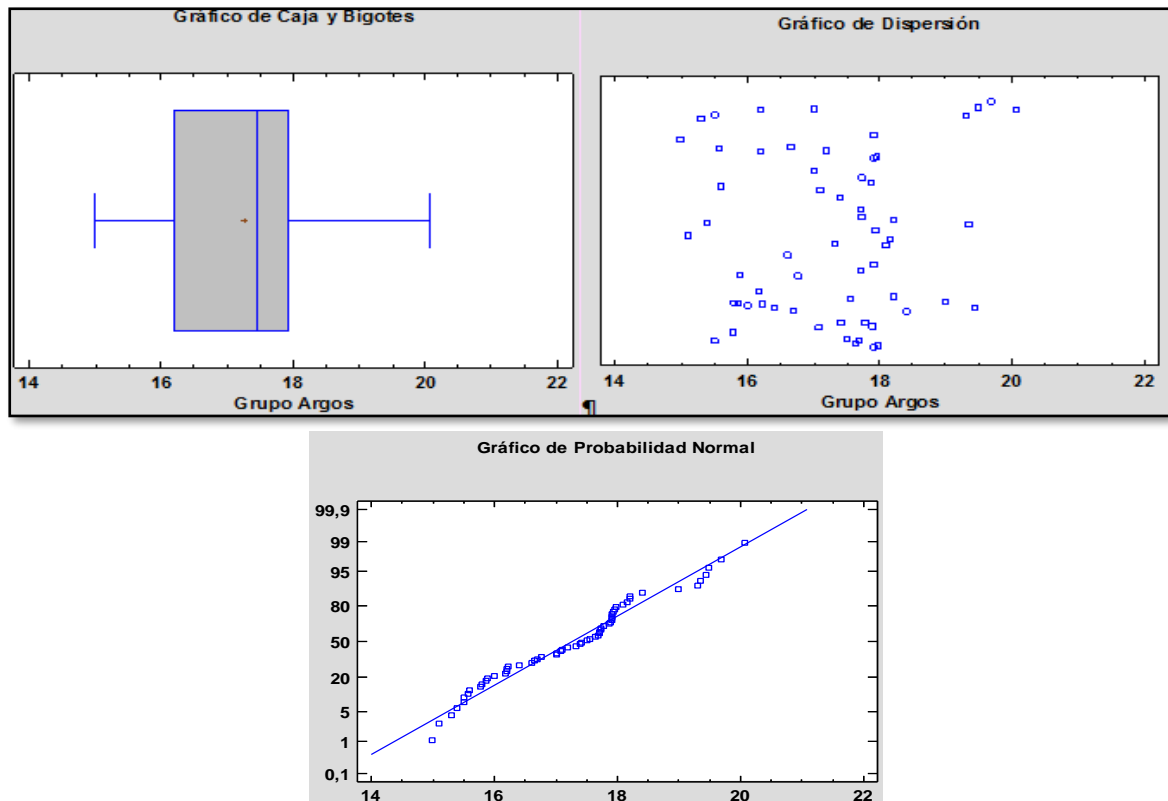 Gráfico de Caja y Bigotes
14 16 18 20 22
Grupo Argos
Gráfico de Dispersión
14 16 18 20 22
Grupo Argos
¶
Gráfico de Probabilidad Normal
99,9
99
95
80
50
20
5
1
0,1
14 16 18 20 22